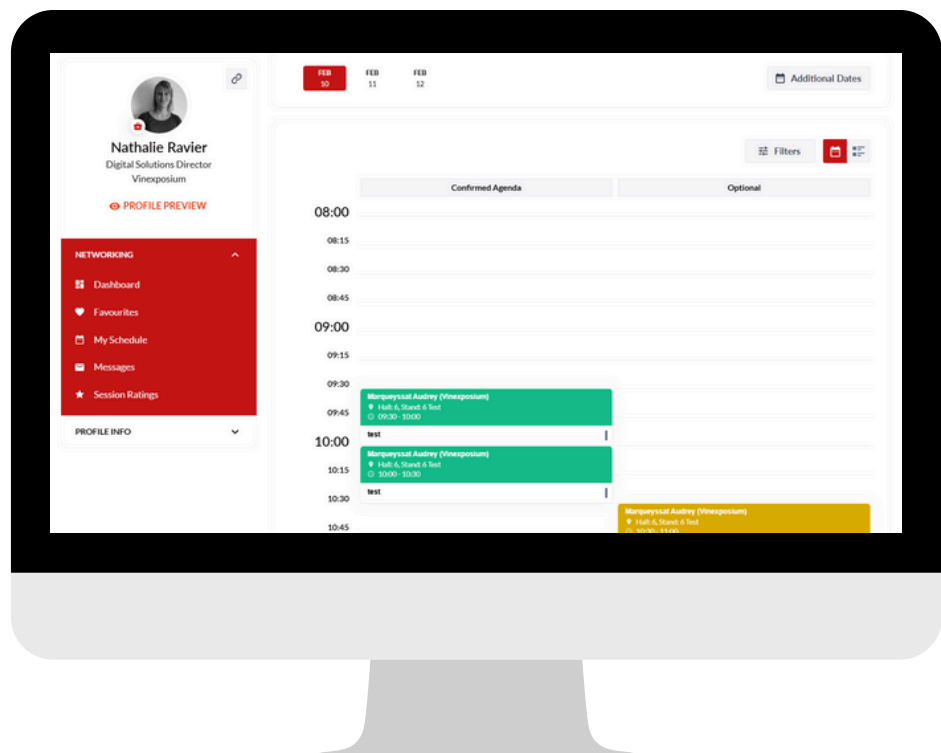 Nathalie Ravier
Digital Solutions Director
Vinexposium
PROFILE PREVIEW
NETWORKING
Dashboard
Favourites
My Schedule
Messages
Session Ratings
PROFILE INFO
FEB FEB FEB
10 11 12
Additional Dates
Filters
Confirmed Agenda Optional
08:00
08:15
08:30
08:45
09:00
09:15
09:30
Marqueyssat Audrey (Vinexposium)
Hall: 6, Stand: 6 Test
09:45
09:30 - 10:00
test
10:00
Marqueyssat Audrey (Vinexposium)
Hall: 6, Stand: 6 Test
10:15
10:00 - 10:30
test
10:30
Marqueyssat Audrey (Vinexposium)
Hall: 6, Stand: 6 Test
10:45
10:30 - 11:00